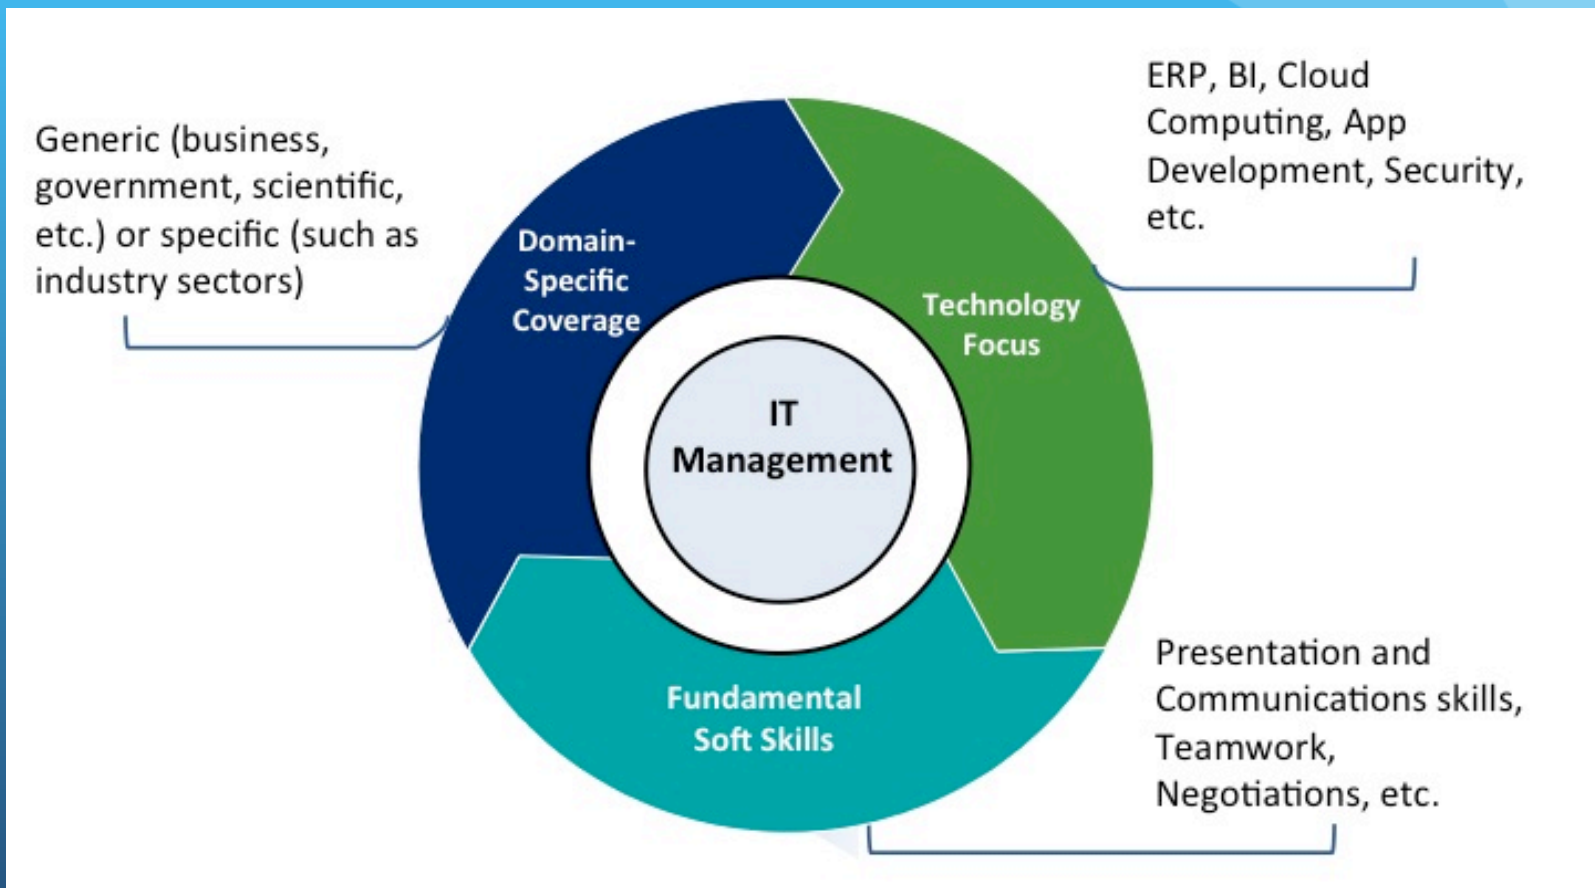 Generic (business,
government, scientific,
etc.) or specific (such as
industry sectors)
Domain-
Specific
Coverage
ERP, BI, Cloud
Computing, App
Development, Security,
etc.
Technology
Focus
IT
Management
Fundamental
Soft Skills
Presentation and
Communications skills,
Teamwork,
Negotiations, etc.